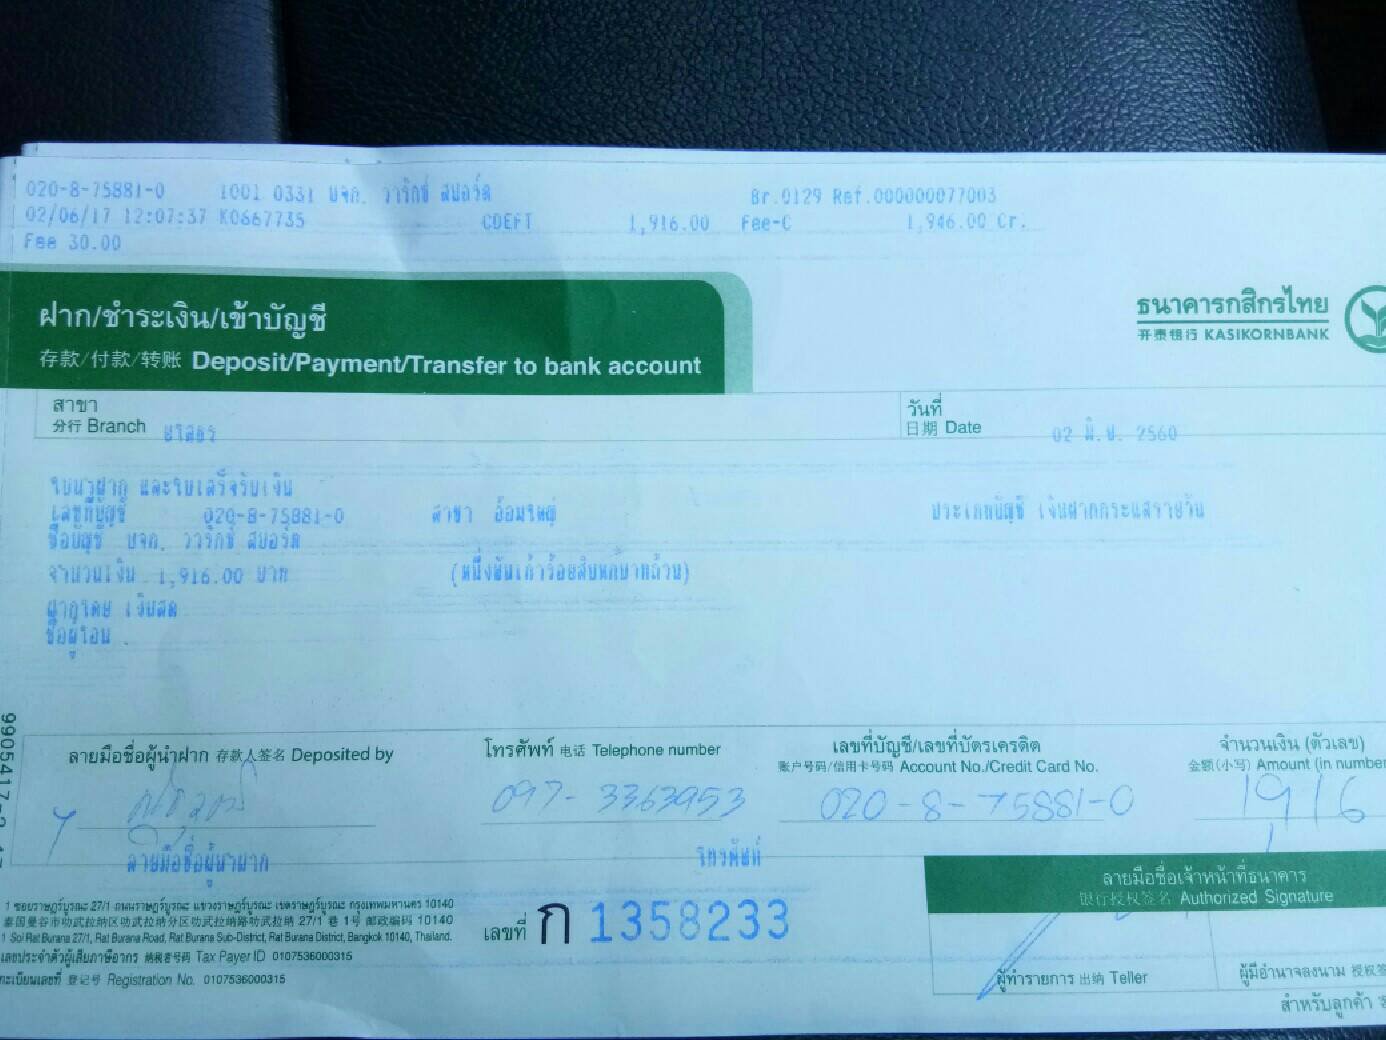 020-8-75881-0 1001 0331 บจก. วาริกซ์ สปอร์ต Br.0129 Ref.000000077003
02/06/17 12:07:37 K0667735 CDEFT 1,916.00 Fee-C 1,946.00 Cr.
Fee 30.00
ฝาก/ชำระเงิน/เข้าบัญชี
存款/付款/转账 Deposit/Payment/Transfer to bank account
ธนาคารกสิกรไทย
开泰银行 KASIKORNBANK
สาขา
分行 Branch ยโสธร
วันที่
日期 Date 02 มิ.ย. 2560
ใบนำฝาก และใบเสร็จรับเงิน
เลขที่บัญชี 020-8-75881-0 สาขา อ้อมใหญ่ ประเภทบัญชี เงินฝากกระแสรายวัน
ชื่อบัญชี บจก. วาริกซ์ สปอร์ต
จำนวนเงิน 1,916.00 บาท (หนึ่งพันเก้าร้อยสิบหกบาทถ้วน)
ฝากโดย เงินสด
ชื่อผู้โอน
ลายมือชื่อผู้นำฝาก 存款人签名 Deposited by
โทรศัพท์ 电话 Telephone number
097-3363953
เลขที่บัญชี/เลขที่บัตรเครดิต
账户号码/信用卡号码 Account No./Credit Card No.
020-8-75881-0
จำนวนเงิน (ตัวเลข)
金额(小写) Amount (in number
1,916
ลายมือชื่อผู้นำฝาก โทรศัพท์
1 ซอยราษฎร์บูรณะ 27/1 ถนนราษฎร์บูรณะ แขวงราษฎร์บูรณะ เขตราษฎร์บูรณะ กรุงเทพมหานคร 10140
泰国曼谷市叻武拉纳区叻武拉纳分区叻武拉纳路叻武拉纳 27/1 巷 1号 邮政编码 10140
1 Soi Rat Burana 27/1, Rat Burana Road, Rat Burana Sub-District, Rat Burana District, Bangkok 10140, Thailand.
เลขประจำตัวผู้เสียภาษีอากร 纳税者号码 Tax Payer ID 0107536000315
ทะเบียนเลขที่ 登记号 Registration No. 0107536000315
เลขที่ ก 1358233
ลายมือชื่อเจ้าหน้าที่ธนาคาร
银行授权签名 Authorized Signature
ผู้ทำรายการ 出纳 Teller
ผู้มีอำนาจลงนาม 授权签
สำหรับลูกค้า